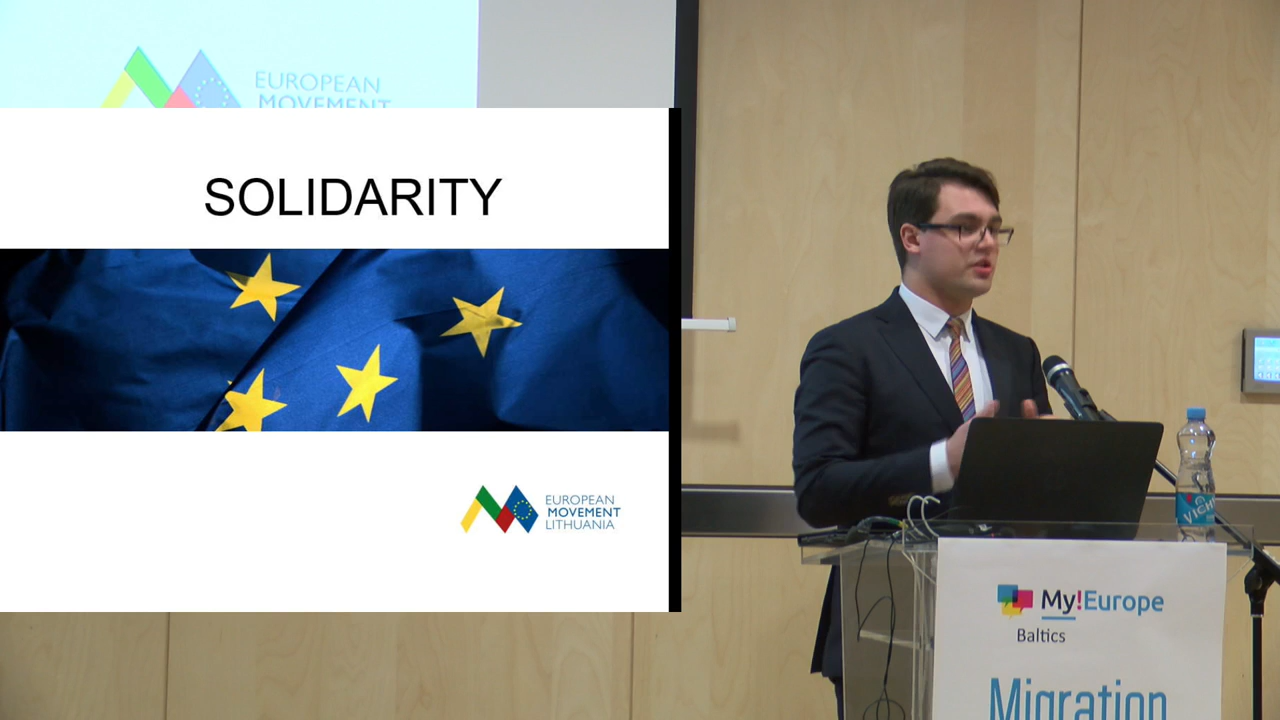 EUROPEAN
MOVEMENT
SOLIDARITY
EUROPEAN
MOVEMENT
LITHUANIA
My!Europe
Baltics
Migration